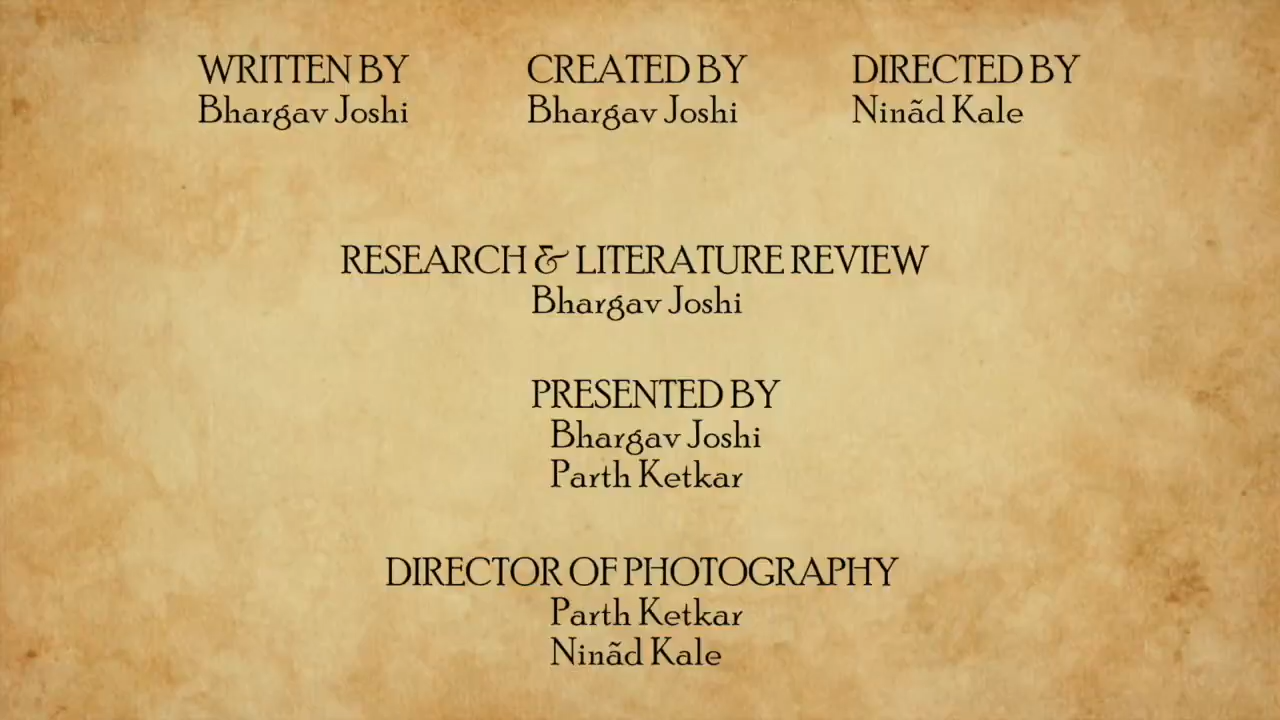 WRITTEN BY
Bhargav Joshi
CREATED BY
Bhargav Joshi
DIRECTED BY
Ninãd Kale
RESEARCH & LITERATURE REVIEW
Bhargav Joshi
PRESENTED BY
Bhargav Joshi
Parth Ketkar
DIRECTOR OF PHOTOGRAPHY
Parth Ketkar
Ninãd Kale